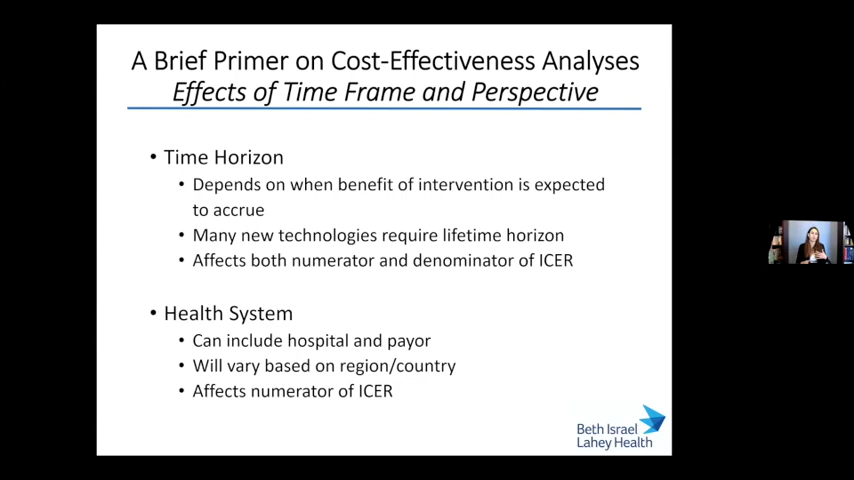 A Brief Primer on Cost-Effectiveness Analyses
Effects of Time Frame and Perspective
• Time Horizon
• Depends on when benefit of intervention is expected
to accrue
• Many new technologies require lifetime horizon
• Affects both numerator and denominator of ICER
• Health System
• Can include hospital and payor
• Will vary based on region/country
• Affects numerator of ICER
Beth Israel
Lahey Health